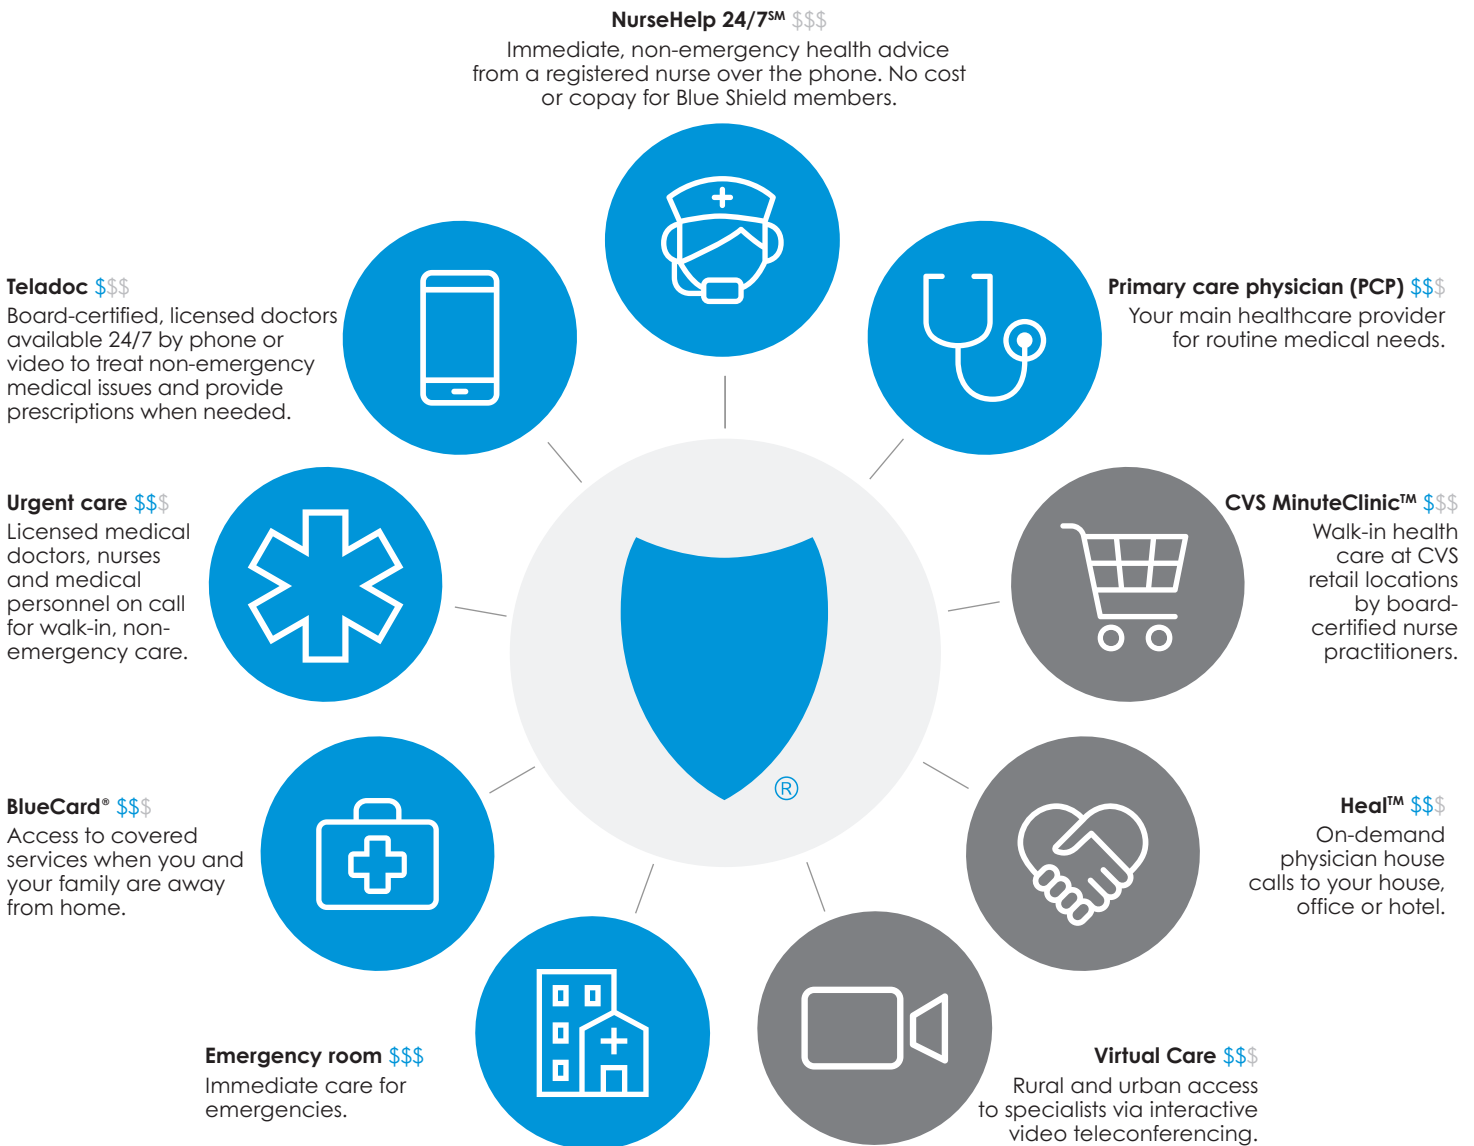 NurseHelp 24/7℠ $$$
Immediate, non-emergency health advice
from a registered nurse over the phone. No cost
or copay for Blue Shield members.
Teladoc $$$
Board-certified, licensed doctors
available 24/7 by phone or
video to treat non-emergency
medical issues and provide
prescriptions when needed.
Primary care physician (PCP) $$$
Your main healthcare provider
for routine medical needs.
Urgent care $$$
Licensed medical
doctors, nurses
and medical
personnel on call
for walk-in, non-
emergency care.
CVS MinuteClinic™ $$$
Walk-in health
care at CVS
retail locations
by board-
certified nurse
practitioners.
®
BlueCard® $$$
Access to covered
services when you and
your family are away
from home.
Heal™ $$$
On-demand
physician house
calls to your house,
office or hotel.
Emergency room $$$
Immediate care for
emergencies.
Virtual Care $$$
Rural and urban access
to specialists via interactive
video teleconferencing.